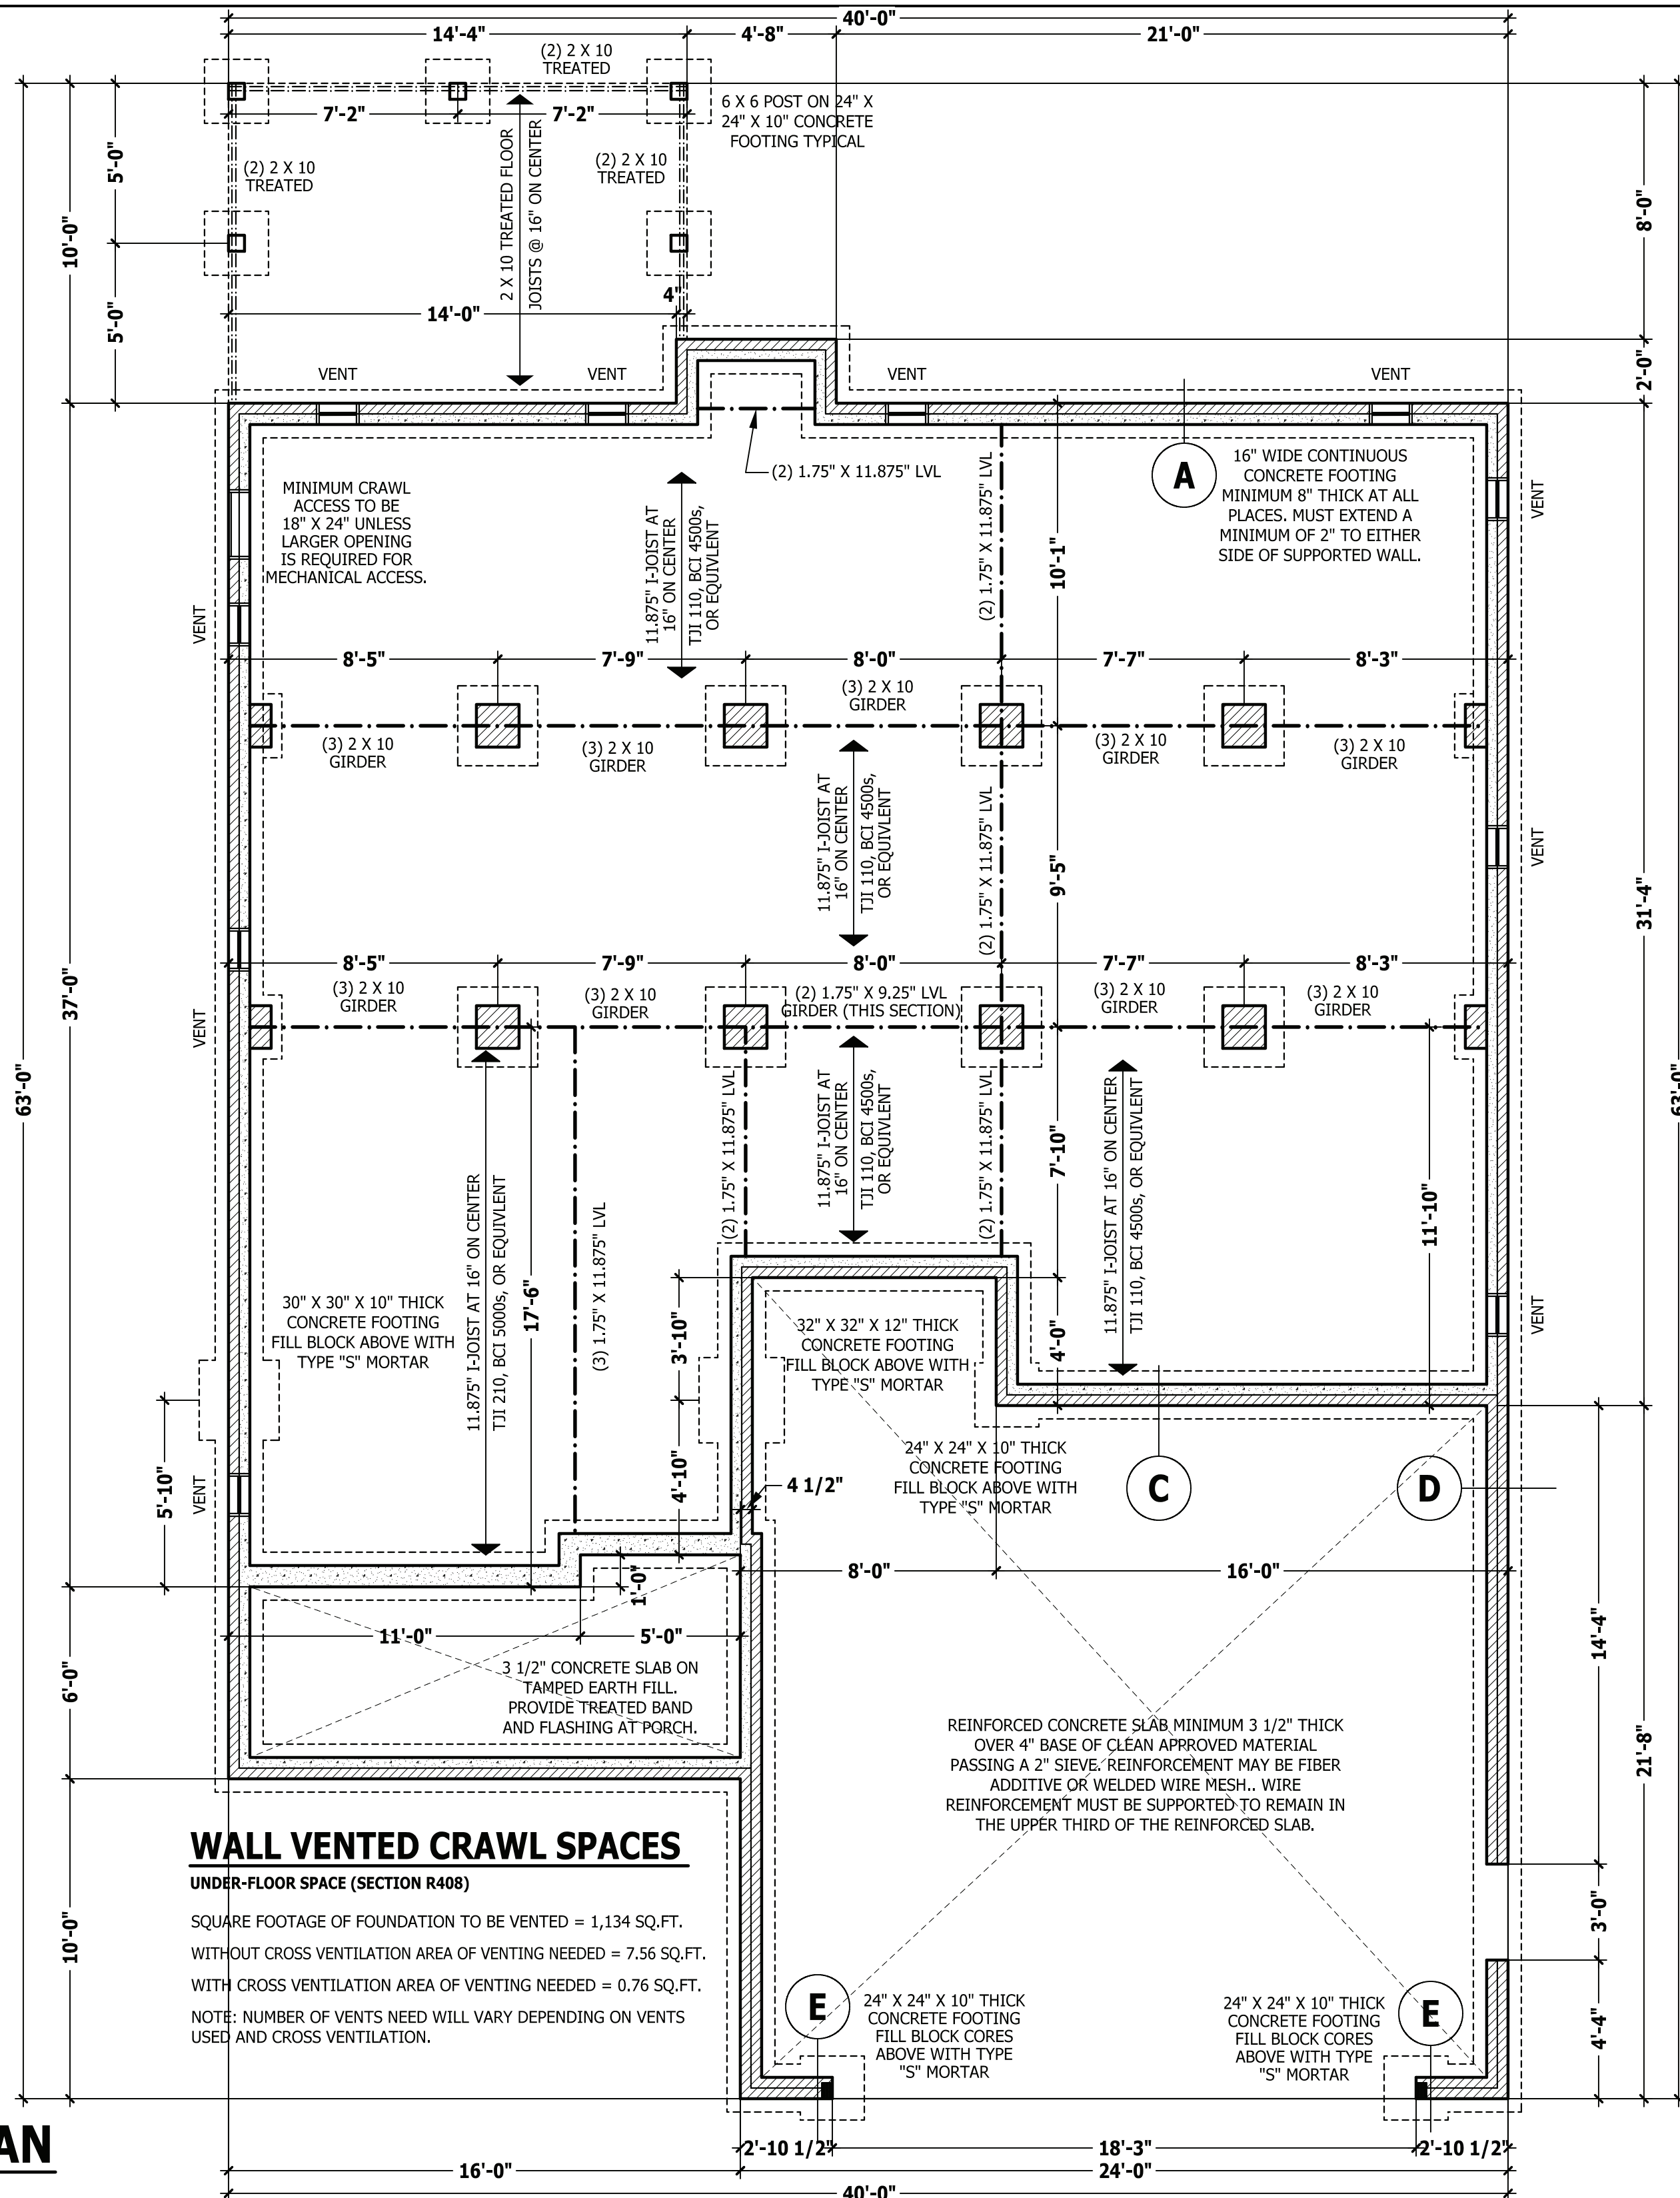 40'-0"
14'-4"
4'-8"
21'-0"
(2) 2 X 10
TREATED
7'-2"
7'-2"
6 X 6 POST ON 24" X
24" X 10" CONCRETE
FOOTING TYPICAL
(2) 2 X 10
TREATED
(2) 2 X 10
TREATED
2 X 10 TREATED FLOOR
JOISTS @ 16" ON CENTER
5'-0"
10'-0"
5'-0"
8'-0"
2'-0"
14'-0"
4"
VENT
VENT
VENT
VENT
(2) 1.75" X 11.875" LVL
A
16" WIDE CONTINUOUS
CONCRETE FOOTING
MINIMUM 8" THICK AT ALL
PLACES. MUST EXTEND A
MINIMUM OF 2" TO EITHER
SIDE OF SUPPORTED WALL.
VENT
MINIMUM CRAWL
ACCESS TO BE
18" X 24" UNLESS
LARGER OPENING
IS REQUIRED FOR
MECHANICAL ACCESS.
11.875" I-JOIST AT
16" ON CENTER
TJI 110, BCI 4500s,
OR EQUIVLENT
(2) 1.75" X 11.875" LVL
10'-1"
VENT
8'-5"
7'-9"
8'-0"
7'-7"
8'-3"
(3) 2 X 10
GIRDER
(3) 2 X 10
GIRDER
(3) 2 X 10
GIRDER
(3) 2 X 10
GIRDER
(3) 2 X 10
GIRDER
11.875" I-JOIST AT
16" ON CENTER
TJI 110, BCI 4500s,
OR EQUIVLENT
(2) 1.75" X 11.875" LVL
9'-5"
VENT
31'-4"
37'-0"
63'-0"
63'-0"
8'-5"
7'-9"
8'-0"
7'-7"
8'-3"
(3) 2 X 10
GIRDER
(3) 2 X 10
GIRDER
(2) 1.75" X 9.25" LVL
GIRDER (THIS SECTION)
(3) 2 X 10
GIRDER
(3) 2 X 10
GIRDER
VENT
(2) 1.75" X 11.875" LVL
11.875" I-JOIST AT
16" ON CENTER
TJI 110, BCI 4500s,
OR EQUIVLENT
(2) 1.75" X 11.875" LVL
7'-10"
11.875" I-JOIST AT 16" ON CENTER
TJI 110, BCI 4500s, OR EQUIVLENT
11'-10"
11.875" I-JOIST AT 16" ON CENTER
TJI 210, BCI 5000s, OR EQUIVLENT
17'-6"
(3) 1.75" X 11.875" LVL
30" X 30" X 10" THICK
CONCRETE FOOTING
FILL BLOCK ABOVE WITH
TYPE "S" MORTAR
3'-10"
32" X 32" X 12" THICK
CONCRETE FOOTING
FILL BLOCK ABOVE WITH
TYPE "S" MORTAR
4'-0"
VENT
24" X 24" X 10" THICK
CONCRETE FOOTING
FILL BLOCK ABOVE WITH
TYPE "S" MORTAR
C
D
5'-10"
VENT
4'-10"
4 1/2"
8'-0"
16'-0"
1'-0"
11'-0"
5'-0"
14'-4"
6'-0"
3 1/2" CONCRETE SLAB ON
TAMPED EARTH FILL.
PROVIDE TREATED BAND
AND FLASHING AT PORCH.
21'-8"
REINFORCED CONCRETE SLAB MINIMUM 3 1/2" THICK
OVER 4" BASE OF CLEAN APPROVED MATERIAL
PASSING A 2" SIEVE. REINFORCEMENT MAY BE FIBER
ADDITIVE OR WELDED WIRE MESH.. WIRE
REINFORCEMENT MUST BE SUPPORTED TO REMAIN IN
THE UPPER THIRD OF THE REINFORCED SLAB.
WALL VENTED CRAWL SPACES
UNDER-FLOOR SPACE (SECTION R408)
SQUARE FOOTAGE OF FOUNDATION TO BE VENTED = 1,134 SQ.FT.
WITHOUT CROSS VENTILATION AREA OF VENTING NEEDED = 7.56 SQ.FT.
WITH CROSS VENTILATION AREA OF VENTING NEEDED = 0.76 SQ.FT.
NOTE: NUMBER OF VENTS NEED WILL VARY DEPENDING ON VENTS
USED AND CROSS VENTILATION.
10'-0"
3'-0"
4'-4"
E
24" X 24" X 10" THICK
CONCRETE FOOTING
FILL BLOCK CORES
ABOVE WITH TYPE
"S" MORTAR
24" X 24" X 10" THICK
CONCRETE FOOTING
FILL BLOCK CORES
ABOVE WITH TYPE
"S" MORTAR
E
AN
2'-10 1/2"
18'-3"
2'-10 1/2"
16'-0"
24'-0"
40'-0"